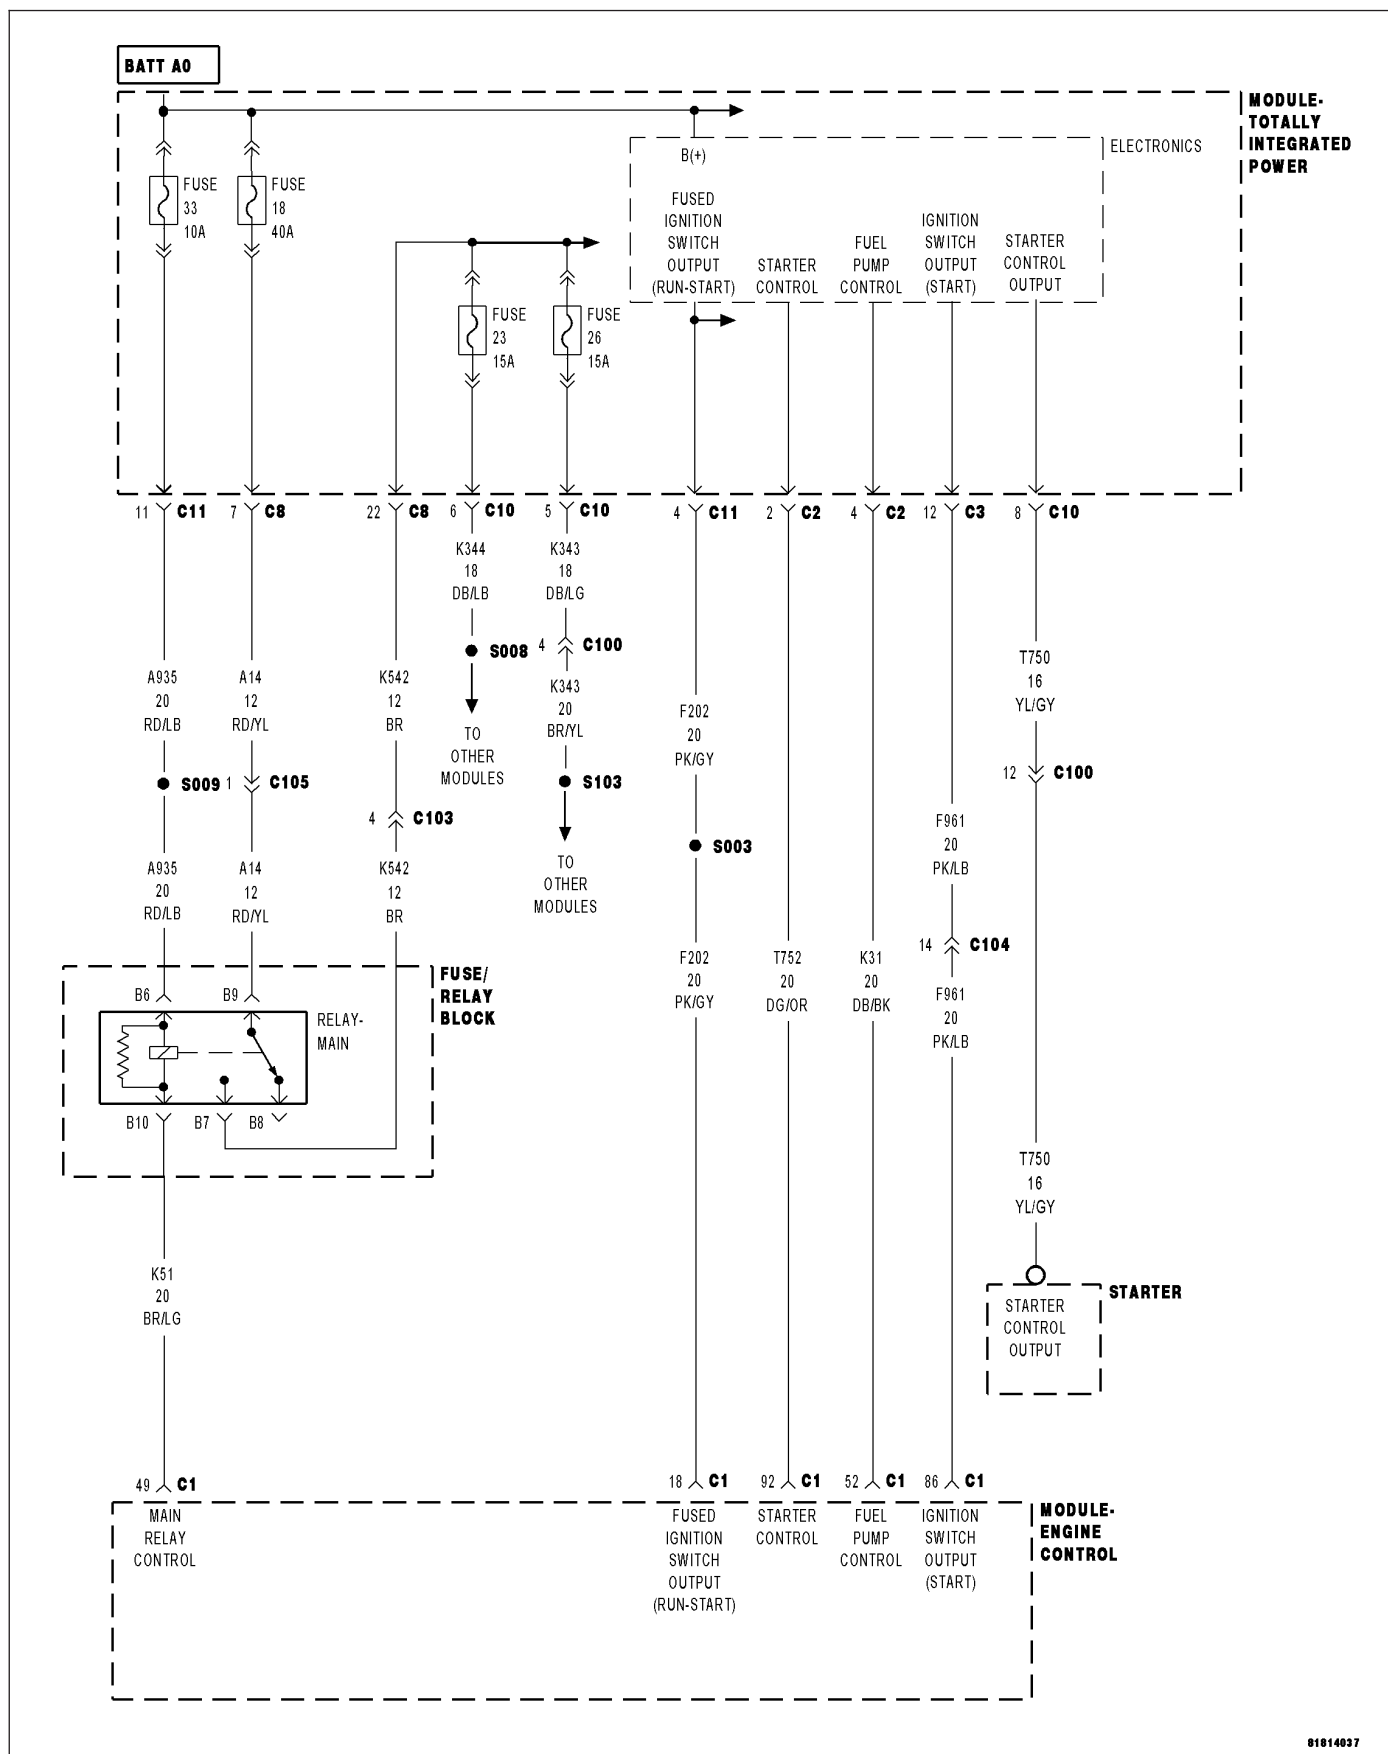 BATT A0
MODULE-
TOTALLY
INTEGRATED
POWER
ELECTRONICS
B(+)
FUSE
33
10A
FUSE
18
40A
FUSED
IGNITION
SWITCH
OUTPUT
(RUN-START)
STARTER
CONTROL
FUEL
PUMP
CONTROL
IGNITION
SWITCH
OUTPUT
(START)
STARTER
CONTROL
OUTPUT
FUSE
23
15A
FUSE
26
15A
11 C11
7 C8
22 C8
6 C10
5 C10
4 C11
2 C2
4 C2
12 C3
8 C10
K344
18
DB/LB
K343
18
DB/LG
S008
4 C100
A935
20
RD/LB
A14
12
RD/YL
K542
12
BR
K343
20
BR/YL
T750
16
YL/GY
F202
20
PK/GY
TO
OTHER
MODULES
S009
1 C105
S103
12 C100
4 C103
F961
20
PK/LB
S003
A935
20
RD/LB
A14
12
RD/YL
K542
12
BR
TO
OTHER
MODULES
14 C104
F202
20
PK/GY
T752
20
DG/OR
K31
20
DB/BK
F961
20
PK/LB
FUSE/
RELAY
BLOCK
B6
B9
RELAY-
MAIN
B10
B7
B8
T750
16
YL/GY
K51
20
BR/LG
STARTER
STARTER
CONTROL
OUTPUT
49 C1
18 C1
92 C1
52 C1
86 C1
MAIN
RELAY
CONTROL
FUSED
IGNITION
SWITCH
OUTPUT
(RUN-START)
STARTER
CONTROL
FUEL
PUMP
CONTROL
IGNITION
SWITCH
OUTPUT
(START)
MODULE-
ENGINE
CONTROL
81814037